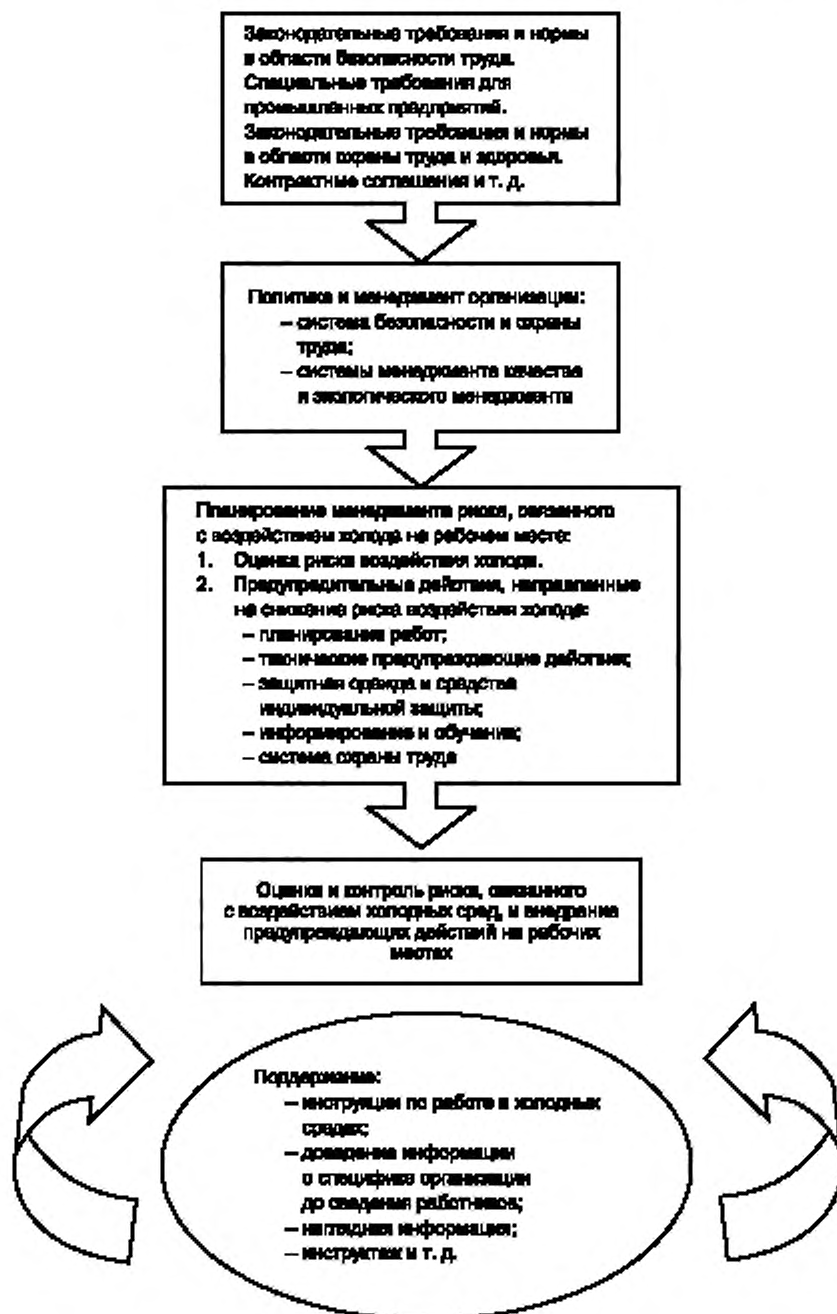 Законодательные требования и нормы
в области безопасности труда.
Специальные требования для
промышленных предприятий.
Законодательные требования и нормы
в области охраны труда и здоровья.
Контрактные соглашения и т. д.
Политика и менеджмент организации:
– система безопасности и охраны
труда;
– системы менеджмента качества
и экологического менеджмента
Планирование менеджмента риска, связанного
с воздействием холода на рабочем месте:
1. Оценка риска воздействия холода.
2. Предупредительные действия, направленные
на снижение риска воздействия холода:
– планирование работ;
– технические предупреждающие действия;
– защитная одежда и средства
индивидуальной защиты;
– информирование и обучение;
– система охраны труда
Оценка и контроль риска, связанного
с воздействием холодных сред, и внедрение
предупреждающих действий на рабочих
местах
Поддержание:
– инструкции по работе в холодных
средах;
– доведение информации
о специфике организации
до сведения работников;
– наглядная информация;
– инструктаж и т. д.